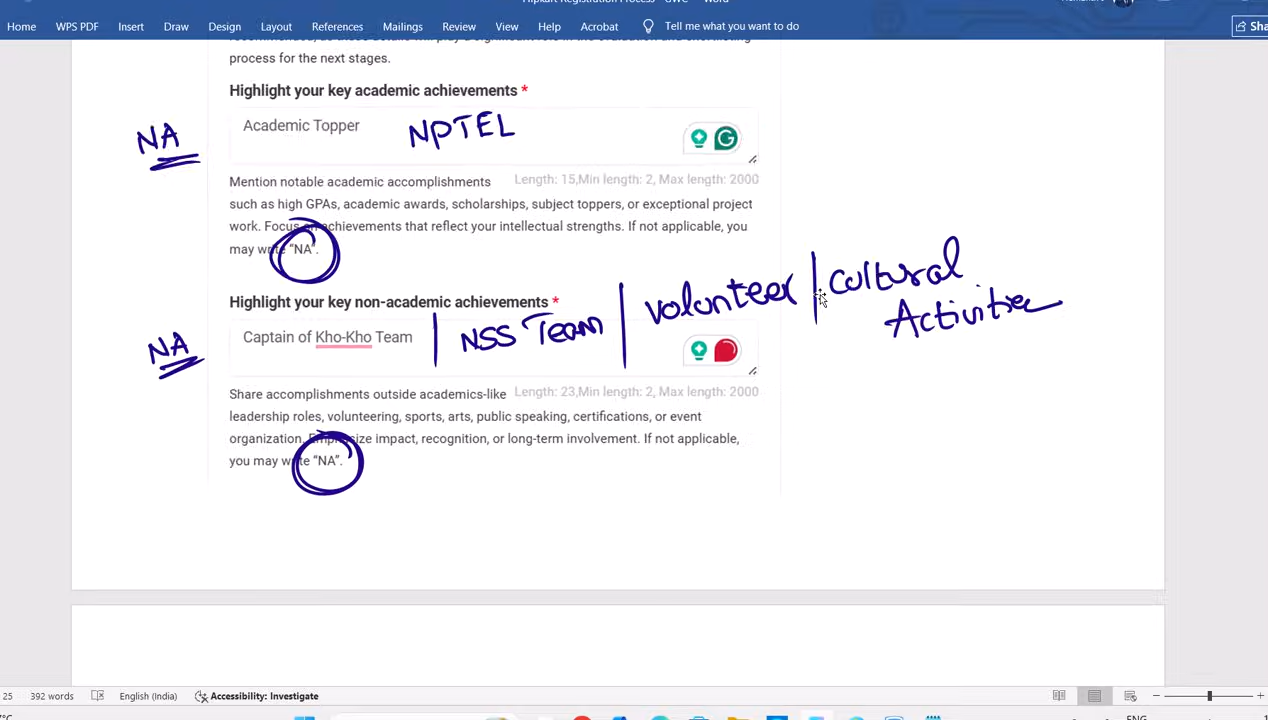 Home WPS PDF Insert Draw Design Layout References Mailings Review View Help Acrobat Tell me what you want to do Sha
process for the next stages.
Highlight your key academic achievements *
NA Academic Topper NPTEL
Mention notable academic accomplishments Length: 15,Min length: 2, Max length: 2000
such as high GPAs, academic awards, scholarships, subject toppers, or exceptional project
work. Focus on achievements that reflect your intellectual strengths. If not applicable, you
may write “NA”.
Highlight your key non-academic achievements *
NA Captain of Kho-Kho Team | NSS Team | volunteer | cultural
Activities
Share accomplishments outside academics-like Length: 23,Min length: 2, Max length: 2000
leadership roles, volunteering, sports, arts, public speaking, certifications, or event
organization. Emphasize impact, recognition, or long-term involvement. If not applicable,
you may write “NA”.
25 392 words English (India) Accessibility: Investigate
ENG